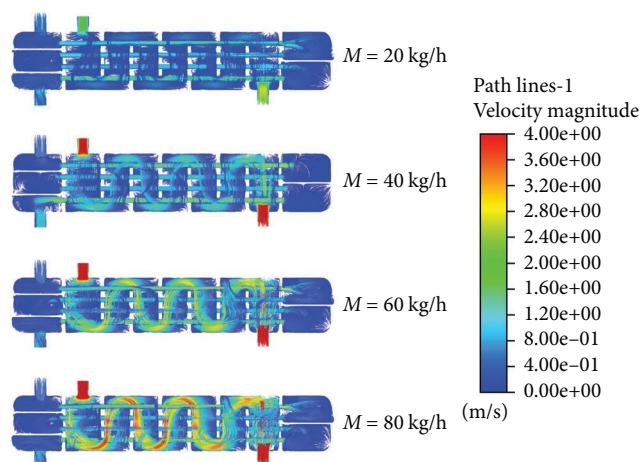 M = 20 kg/h
M = 40 kg/h
M = 60 kg/h
M = 80 kg/h
Path lines-1
Velocity magnitude
4.00e+00
3.60e+00
3.20e+00
2.80e+00
2.40e+00
2.00e+00
1.60e+00
1.20e+00
8.00e−01
4.00e−01
0.00e+00
(m/s)